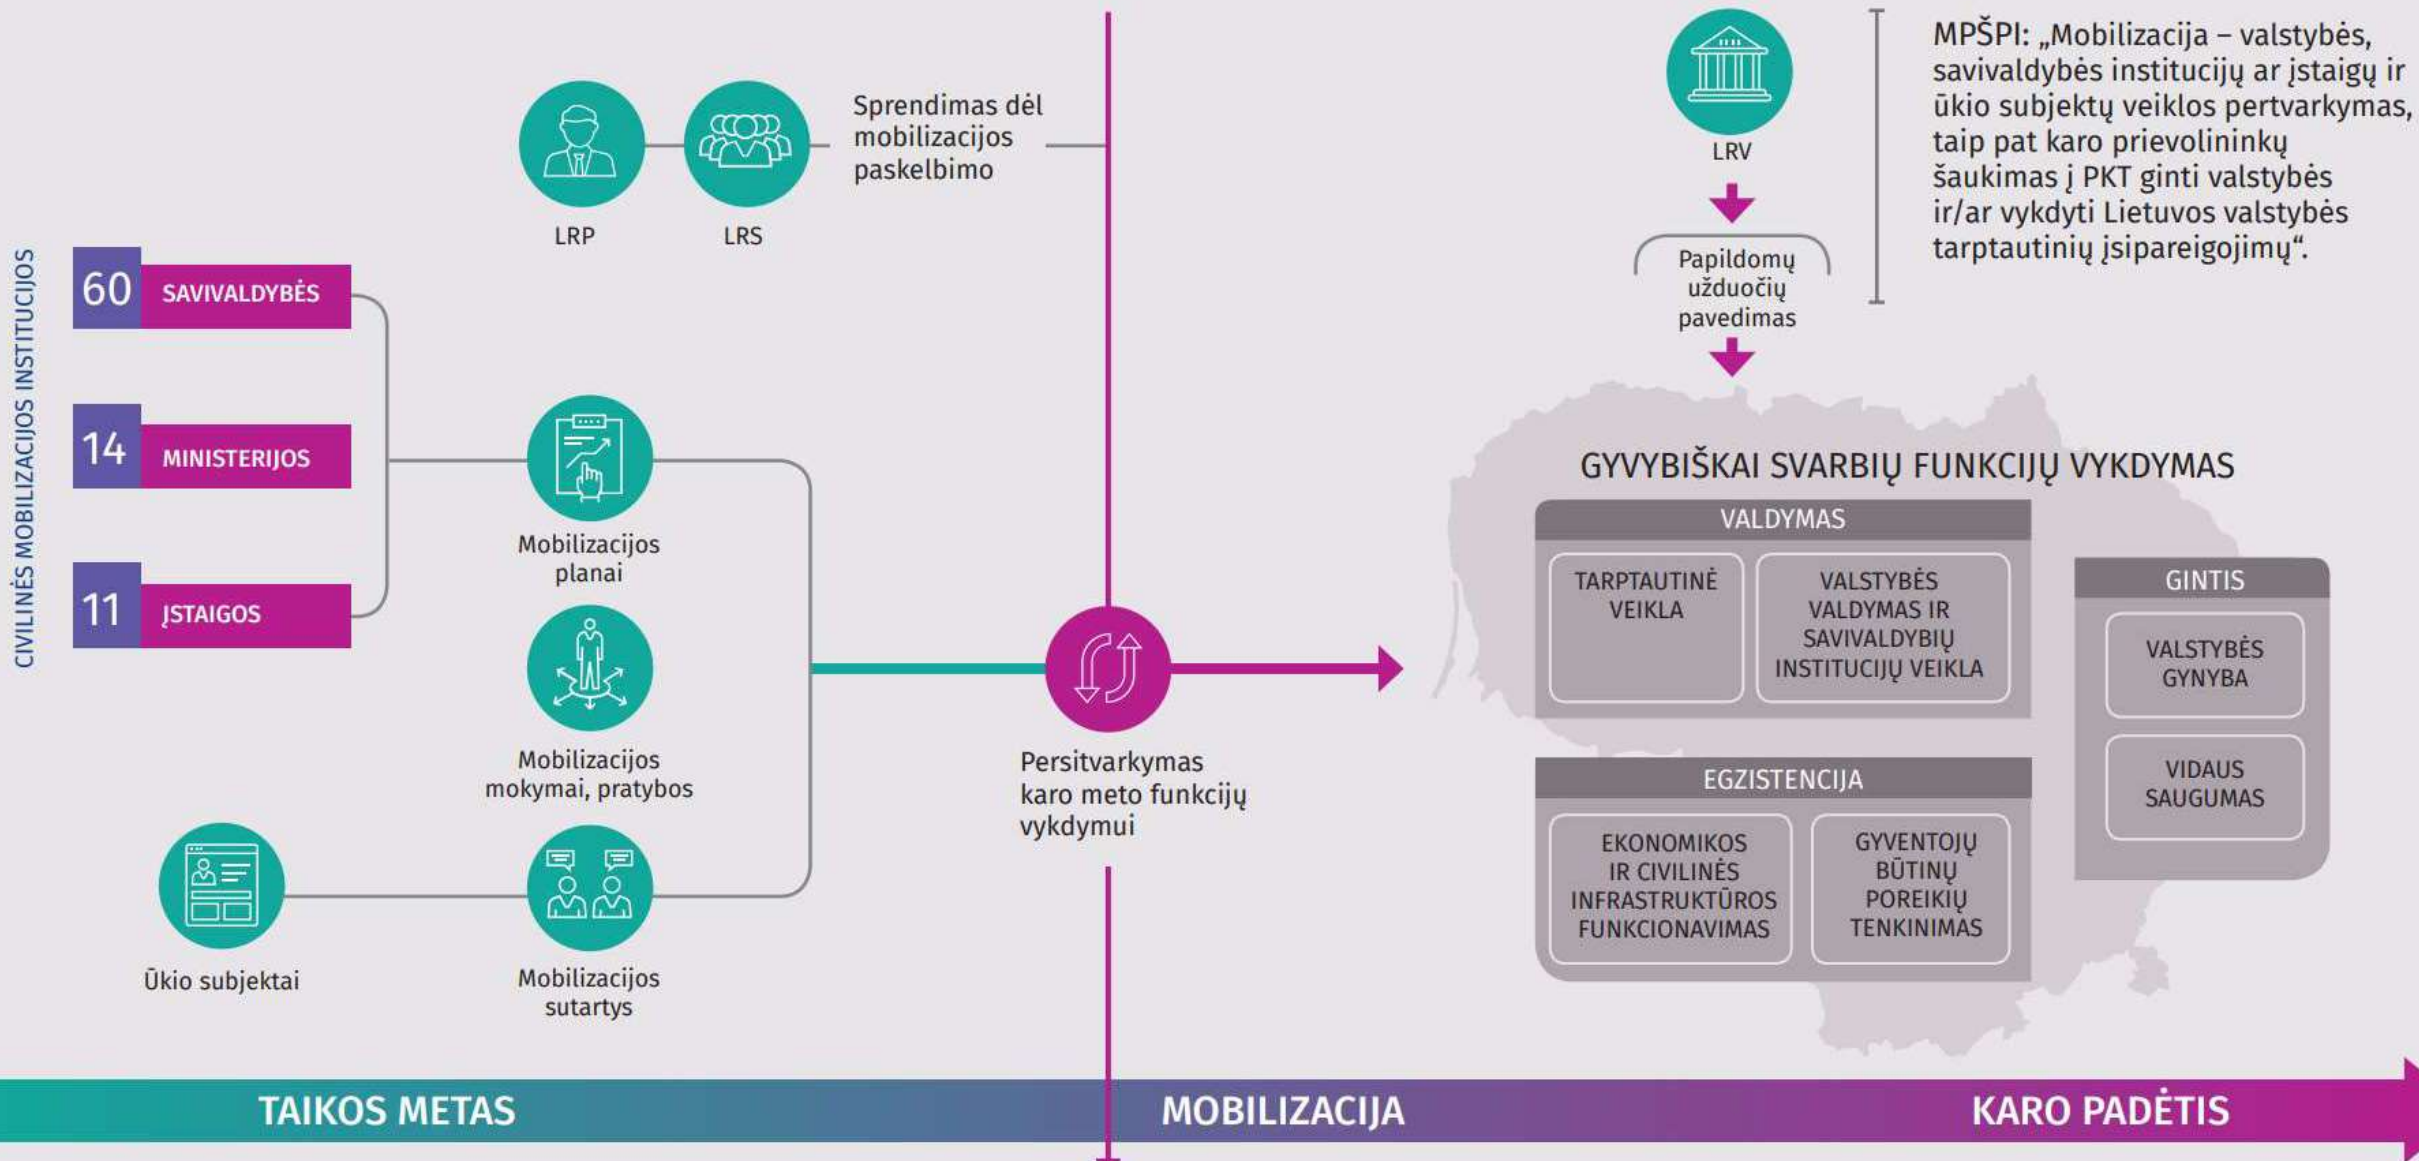 CIVILINĖS MOBILIZACIJOS INSTITUCIJOS
60
SAVIVALDYBĖS
14
MINISTERIJOS
11
ĮSTAIGOS
LRP
LRS
Sprendimas dėl
mobilizacijos
paskelbimo
Mobilizacijos
planai
Mobilizacijos
mokymai, pratybos
Ūkio subjektai
Mobilizacijos
sutartys
Persitvarkymas
karo meto funkcijų
vykdymui
LRV
Papildomų
užduočių
pavedimas
MPŠPI: „Mobilizacija – valstybės,
savivaldybės institucijų ar įstaigų ir
ūkio subjektų veiklos pertvarkymas,
taip pat karo prievolininkų
šaukimas į PKT ginti valstybės
ir/ar vykdyti Lietuvos valstybės
tarptautinių įsipareigojimų“.
GYVYBIŠKAI SVARBIŲ FUNKCIJŲ VYKDYMAS
VALDYMAS
TARPTAUTINĖ
VEIKLA
VALSTYBĖS
VALDYMAS IR
SAVIVALDYBIŲ
INSTITUCIJŲ VEIKLA
GINTIS
VALSTYBĖS
GYNYBA
VIDAUS
SAUGUMAS
EGZISTENCIJA
EKONOMIKOS
IR CIVILINĖS
INFRASTRUKTŪROS
FUNKCIONAVIMAS
GYVENTOJŲ
BŪTINŲ
POREIKIŲ
TENKINIMAS
TAIKOS METAS
MOBILIZACIJA
KARO PADĖTIS